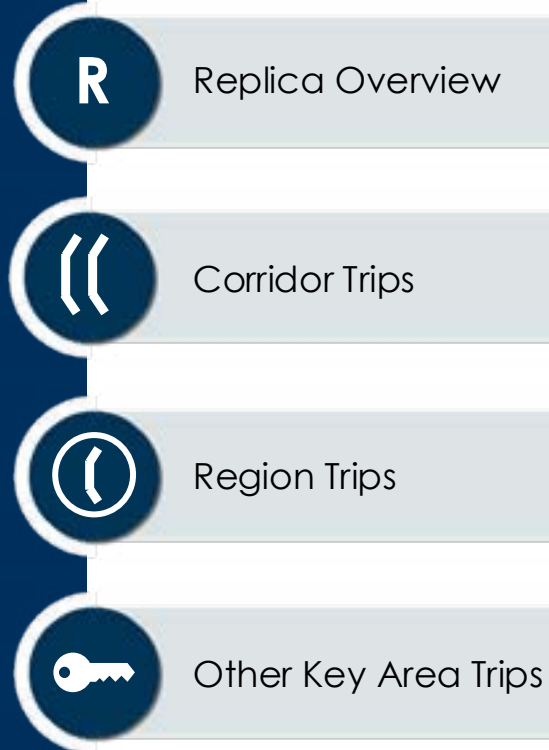 R
Replica Overview
Corridor Trips
Region Trips
Other Key Area Trips